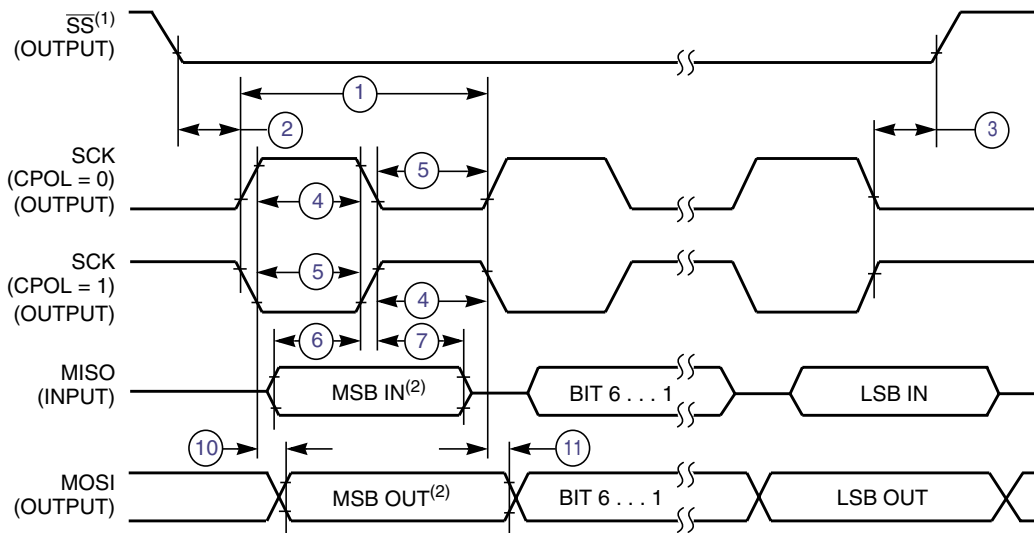 SS(1)
(OUTPUT)
1
2
3
SCK
(CPOL = 0)
(OUTPUT)
5
4
SCK
(CPOL = 1)
(OUTPUT)
5
4
6
7
MISO
(INPUT)
MSB IN(2)
BIT 6 . . . 1
LSB IN
10
11
MOSI
(OUTPUT)
MSB OUT(2)
BIT 6 . . . 1
LSB OUT